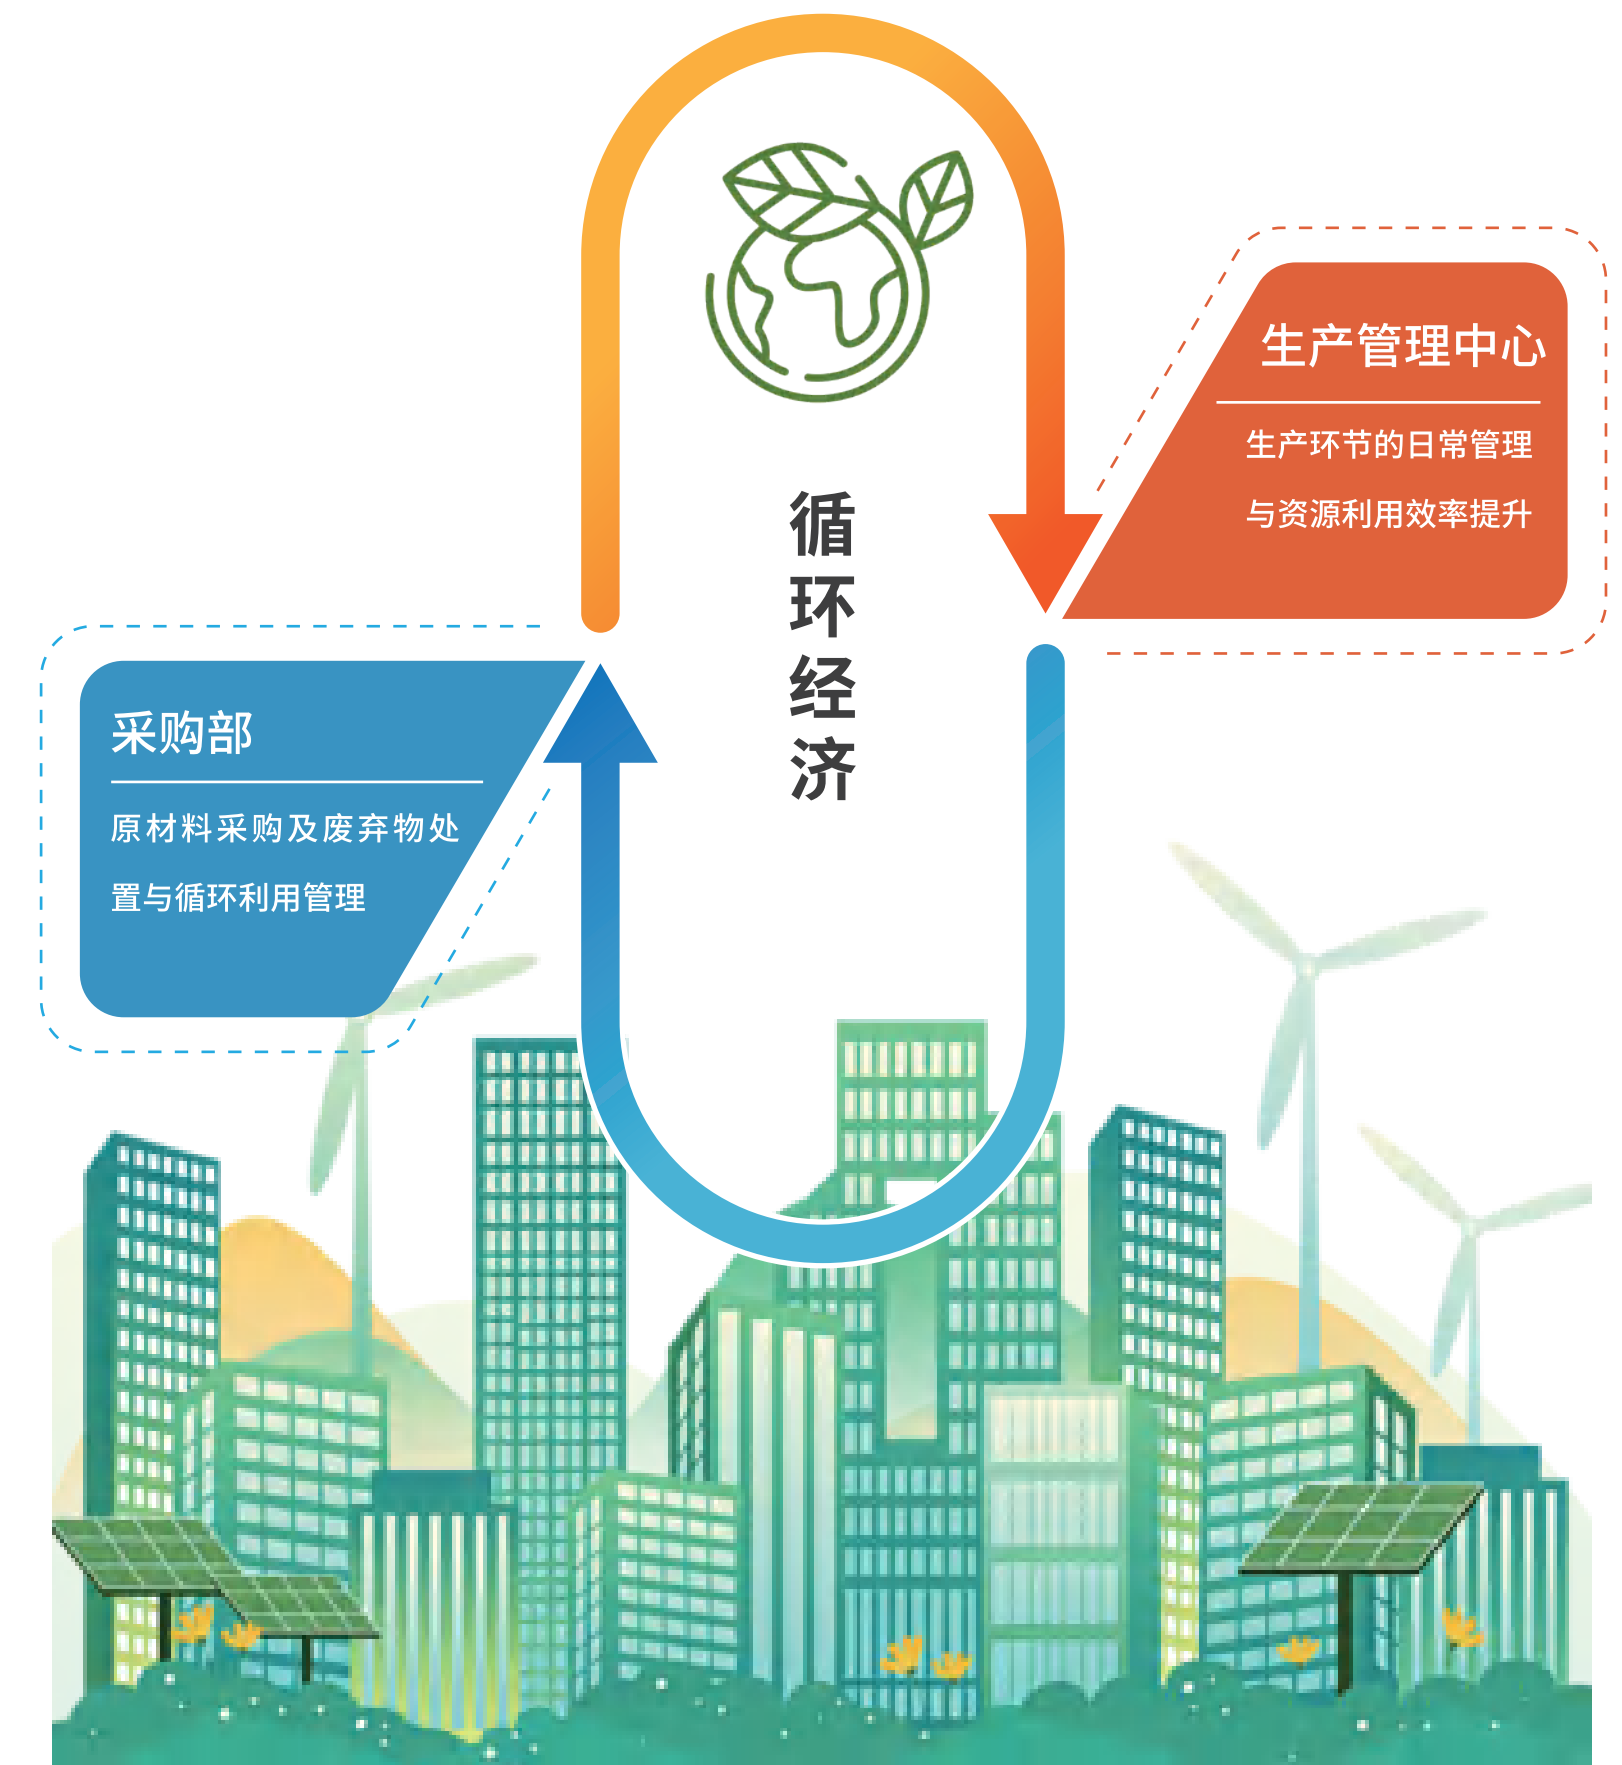 循环经济
生产管理中心
生产环节的日常管理
与资源利用效率提升
采购部
原材料采购及废弃物处
置与循环利用管理